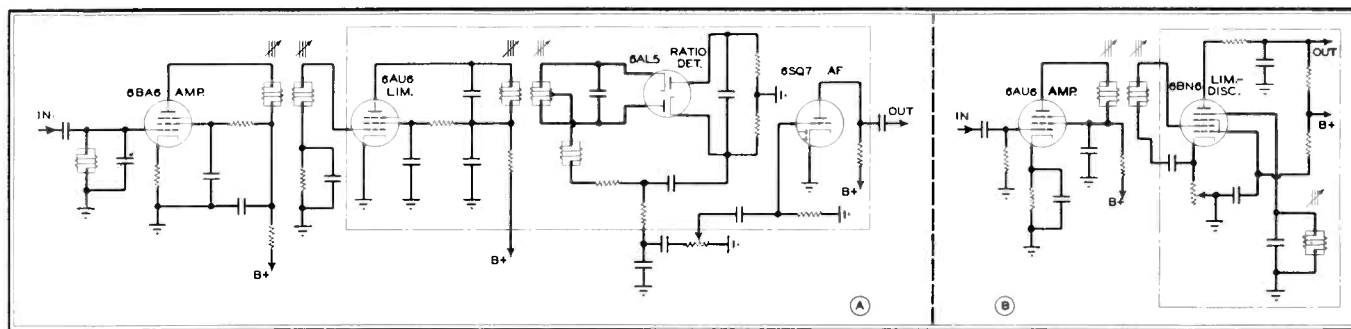 IN
6BA6 AMP.
B+
6AU6
LIM.
B+
6AL5
RATIO
DET.
6SQ7 AF
OUT
B+
A
IN
6AU6 AMP.
B+
6BN6
LIM.-
DISC.
OUT
B+
B